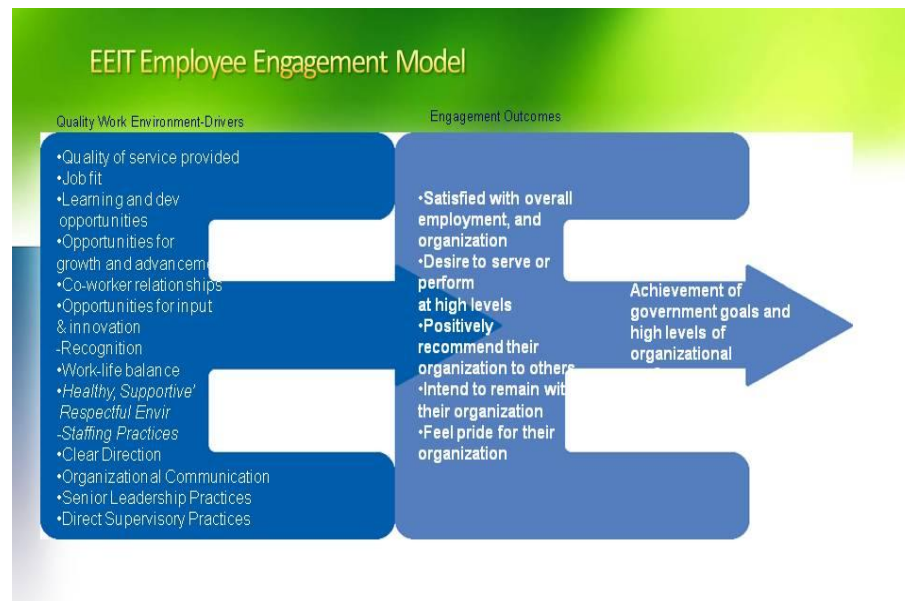 EEIT Employee Engagement Model
Quality Work Environment-Drivers
•Quality of service provided
•Job fit
•Learning and dev
opportunities
•Opportunities for
growth and advanceme
•Co-worker relationships
•Opportunities for input
& innovation
-Recognition
•Work-life balance
•Healthy, Supportive'
Respectful Envir
-Staffing Practices
•Clear Direction
•Organizational Communication
•Senior Leadership Practices
•Direct Supervisory Practices
Engagement Outcomes
•Satisfied with overall
employment, and
organization
•Desire to serve or
perform
at high levels
•Positively
recommend their
organization to others
•Intend to remain with
their organization
•Feel pride for their
organization
Achievement of
government goals and
high levels of
organizational